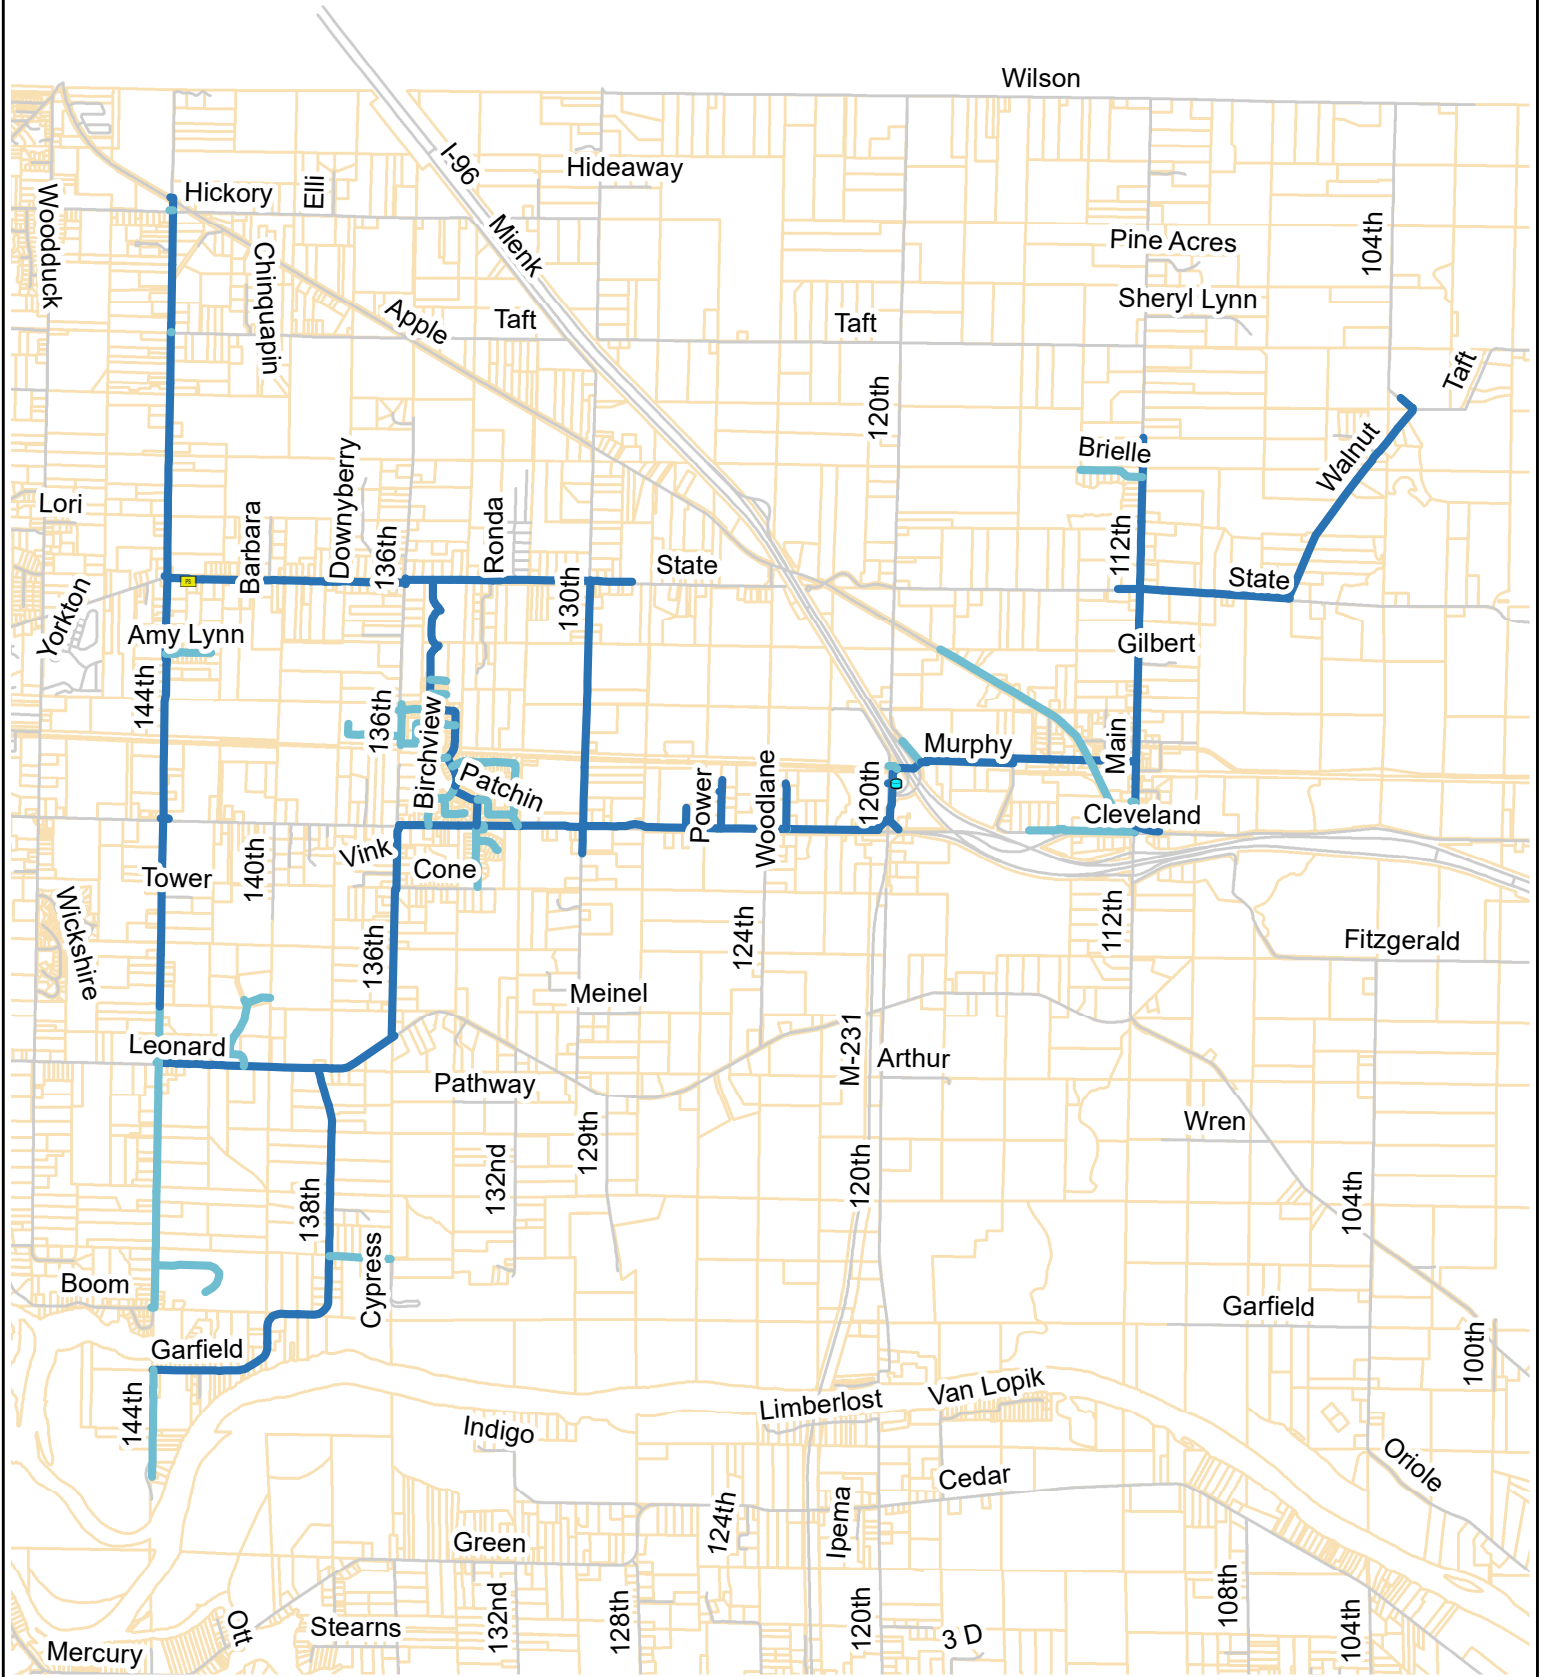 Wilson
I-96
Hideaway
Hickory
Elli
Woodduck
Mienk
Pine Acres
104th
Chinquapin
Sheryl Lynn
Apple
Taft
Taft
Taft
120th
Brielle
Walnut
Lori
Downyberry
Barbara
136th
Ronda
112th
State
State
130th
Yorkton
Amy Lynn
Gilbert
144th
136th
Birchview
Murphy
Main
Patchin
Power
Woodlane
120th
Cleveland
Vink
140th
Cone
Tower
Wickshire
136th
124th
112th
Fitzgerald
Meinel
Leonard
M-231
Arthur
Pathway
129th
Wren
132nd
120th
138th
104th
Boom
Cypress
Garfield
Garfield
100th
144th
Limberlost
Van Lopik
Indigo
Oriole
Cedar
124th
Ipema
Green
132nd
128th
120th
108th
104th
Ott
Stearns
3 D
Mercury
PS